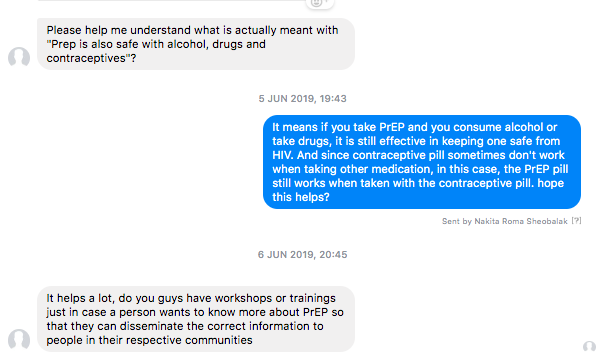 Please help me understand what is actually meant with
"Prep is also safe with alcohol, drugs and
contraceptives"?
5 JUN 2019, 19:43
It means if you take PrEP and you consume alcohol or
take drugs, it is still effective in keeping one safe from
HIV. And since contraceptive pill sometimes don't work
when taking other medication, in this case, the PrEP pill
still works when taken with the contraceptive pill. hope
this helps?
Sent by Nakita Roma Sheobalak [?]
6 JUN 2019, 20:45
It helps a lot, do you guys have workshops or trainings
just in case a person wants to know more about PrEP so
that they can disseminate the correct information to
people in their respective communities